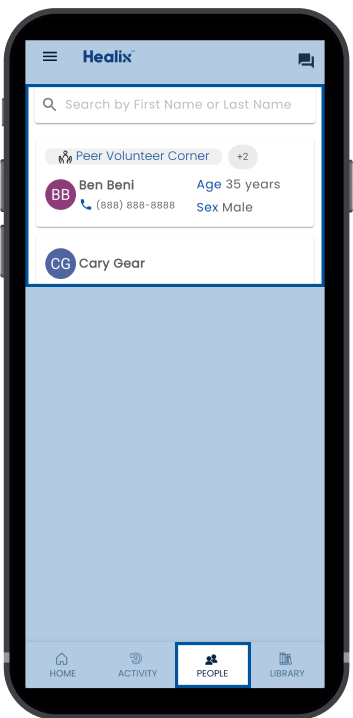 Healix™
Search by First Name or Last Name
Peer Volunteer Corner +2
BB Ben Beni Age 35 years
(888) 888-8888 Sex Male
CG Cary Gear
HOME ACTIVITY PEOPLE LIBRARY